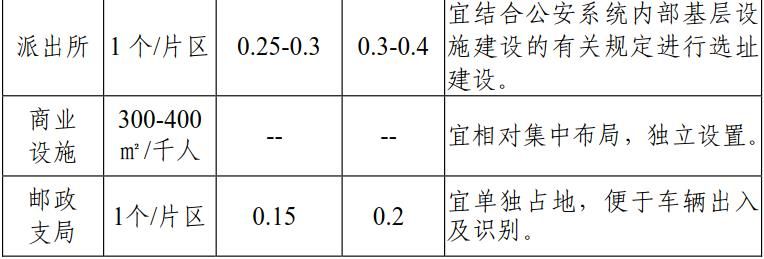 宜结合公安系统内部基层设
派出所 1个/片区 0.25-0.3 0.3-0.4 施建设的有关规定进行选址
建设。
商业 300-400
设施 ㎡/千人 -- -- 宜相对集中布局，独立设置。
邮政
支局 1个/片区 0.15 0.2 宜单独占地，便于车辆出入
及识别。